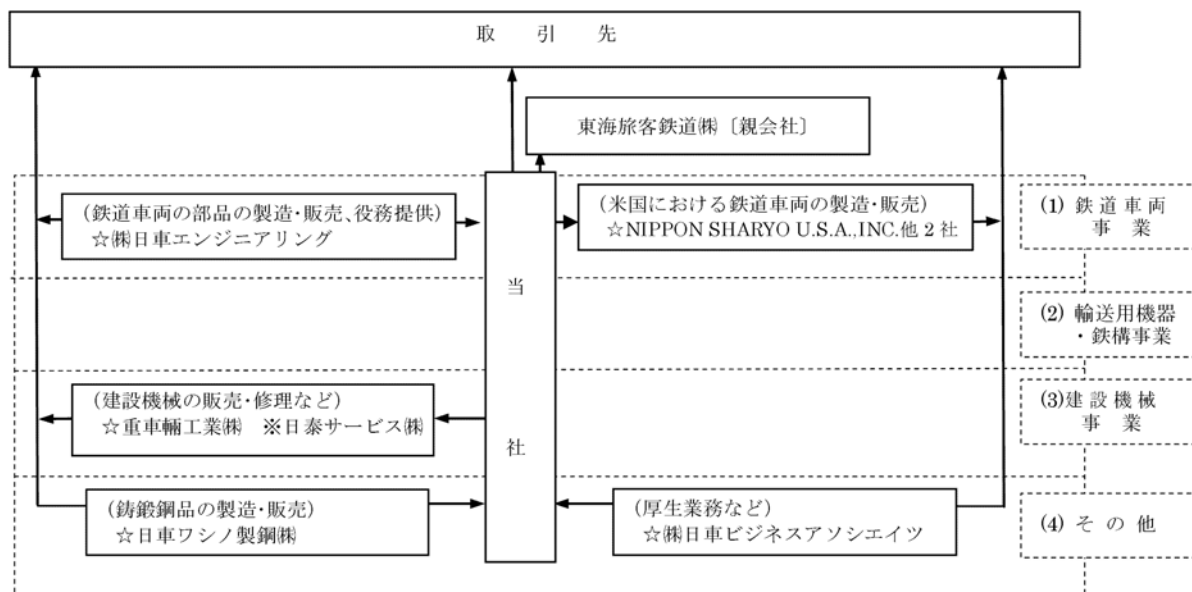 取引先
東海旅客鉄道㈱〔親会社〕
(鉄道車両の部品の製造・販売、役務提供)
☆㈱日車エンジニアリング
(米国における鉄道車両の製造・販売)
☆NIPPON SHARYO U.S.A.,INC.他2社
(1) 鉄道車両
事業
当社
(2) 輸送用機器
・鉄構事業
(建設機械の販売・修理など)
☆重車輛工業㈱ ※日泰サービス㈱
(3)建設機械
事業
(鋳鍛鋼品の製造・販売)
☆日車ワシノ製鋼㈱
(厚生業務など)
☆㈱日車ビジネスアソシエイツ
(4) その他